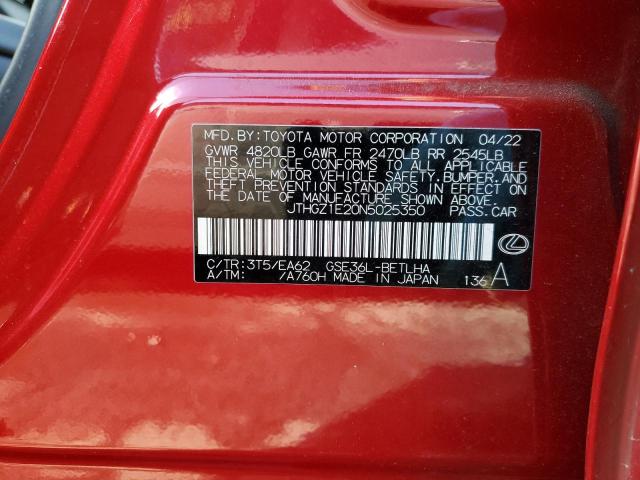 MFD. BY: TOYOTA MOTOR CORPORATION 04/22
GVWR 4820LB GAWR FR 2470LB RR 2545LB
THIS VEHICLE CONFORMS TO ALL APPLICABLE
FEDERAL MOTOR VEHICLE SAFETY, BUMPER, AND
THEFT PREVENTION STANDARDS IN EFFECT ON
THE DATE OF MANUFACTURE SHOWN ABOVE.
JTHGZ1E20N5025350 PASS. CAR
C/TR: 3T5/EA62 GSE36L-BETLHA
A/TM: /A760H MADE IN JAPAN 136 A